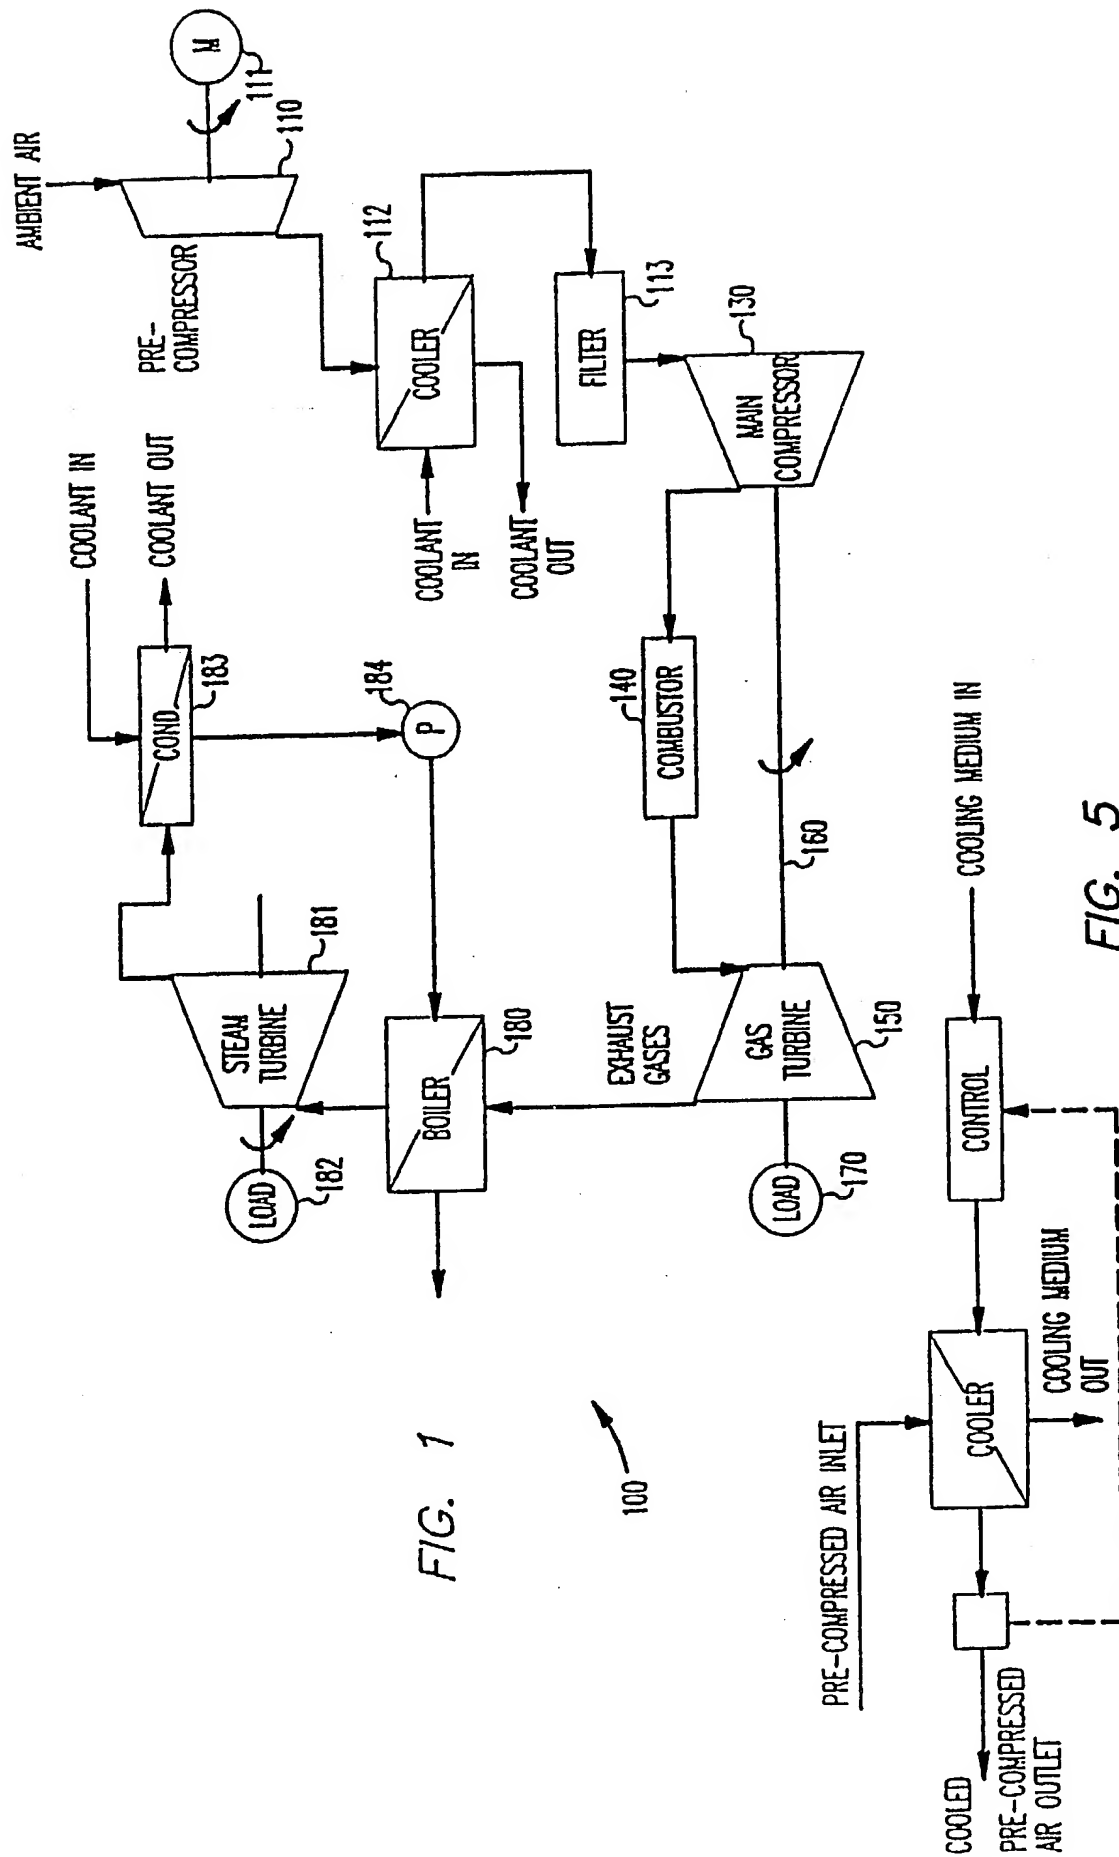 FIG. 1
100
LOAD
182
STEAM
TURBINE
181
COND.
183
COOLANT IN
COOLANT OUT
184
P
BOILER
180
EXHAUST
GASES
LOAD
170
GAS
TURBINE
150
160
140
COMBUSTOR
MAIN
COMPRESSOR
130
FILTER
113
COOLER
112
COOLANT
IN
COOLANT
OUT
PRE-
COMPRESSOR
AMBIENT AIR
110
111
M
PRE-COMPRESSED AIR INLET
COOLED
PRE-COMPRESSED
AIR OUTLET
COOLER
COOLING MEDIUM
OUT
CONTROL
COOLING MEDIUM IN
FIG. 5